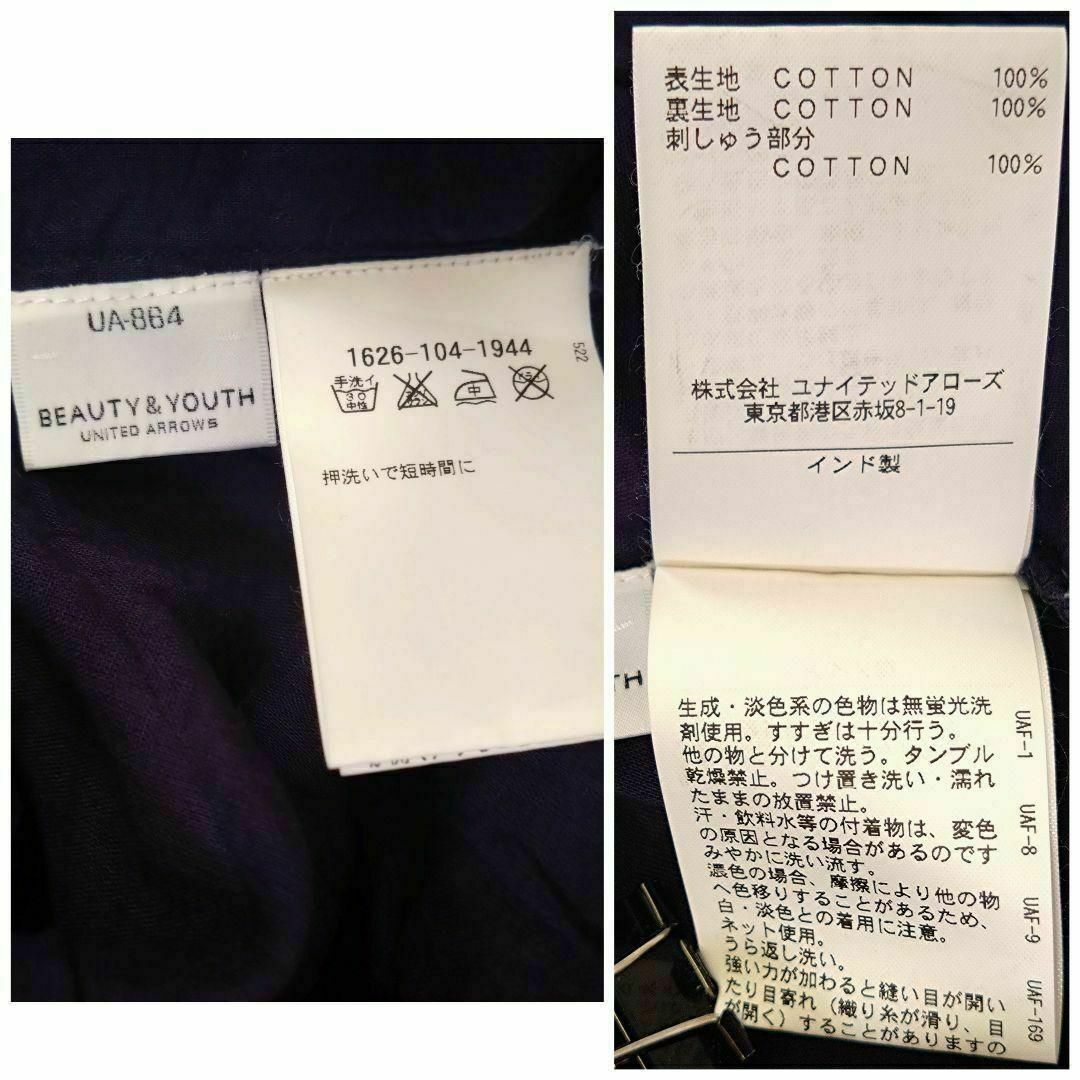 UA-864
BEAUTY & YOUTH
UNITED ARROWS
1626-104-1944
522
手洗イ
30
中性
中
押洗いで短時間に
表生地 COTTON 100%
裏生地 COTTON 100%
刺しゅう部分
COTTON 100%
株式会社 ユナイテッドアローズ
東京都港区赤坂8-1-19
インド製
TH
生成・淡色系の色物は無蛍光洗
剤使用。すすぎは十分行う。
他の物と分けて洗う。タンブル
乾燥禁止。つけ置き洗い・濡れ
たままの放置禁止。
汗・飲料水等の付着物は、変色
の原因となる場合があるのです
みやかに洗い流す。
濃色の場合、摩擦により他の物
へ色移りすることがあるため、
白・淡色との着用に注意。
ネット使用。
うら返し洗い。
強い力が加わると縫い目が開い
たり目寄れ（織り糸が滑り、目
が開く）することがありますの
UAF-1
UAF-8
UAF-9
UAF-169